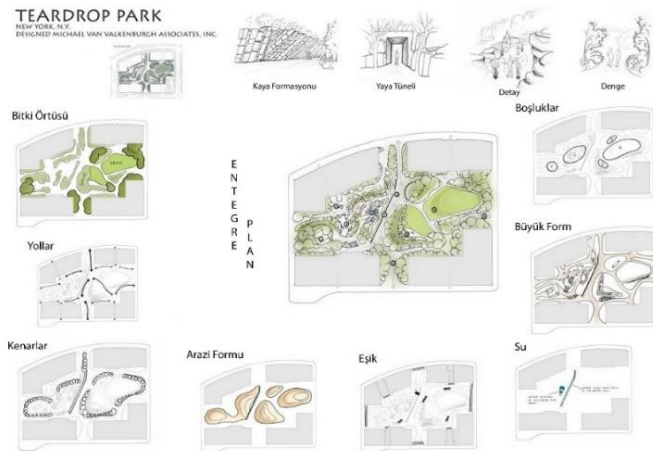 TEARDROP PARK
NEW YORK, N.Y.
DESIGNED MICHAEL VAN VALKENBURGH ASSOCIATES, INC.
Kaya Formasyonu
Yaya Tüneli
Detay
Denge
Bitki Örtüsü
Boşluklar
ENTEGRE
PLAN
Yollar
Büyük Form
Kenarlar
Arazi Formu
Eşik
Su